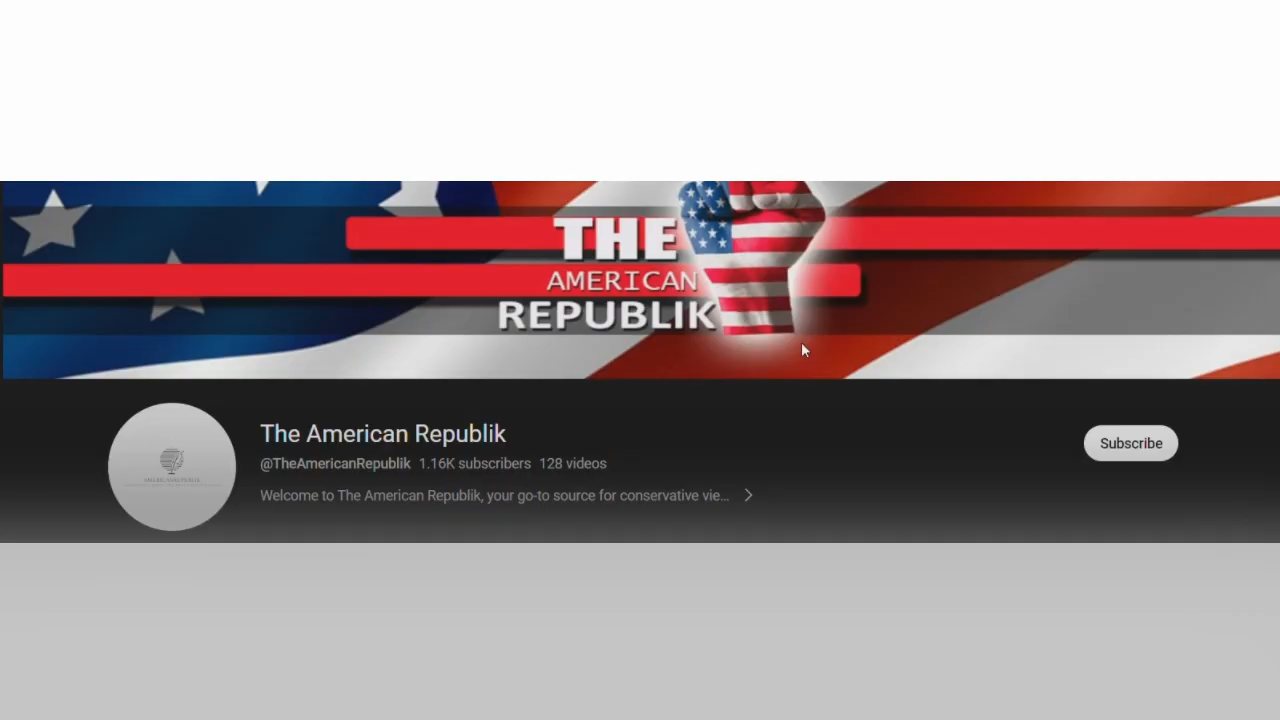 THE
AMERICAN
REPUBLIK
The American Republik
@TheAmericanRepublik 1.16K subscribers 128 videos
Welcome to The American Republik, your go-to source for conservative vie...
Subscribe
AMERICANREPUBLIK